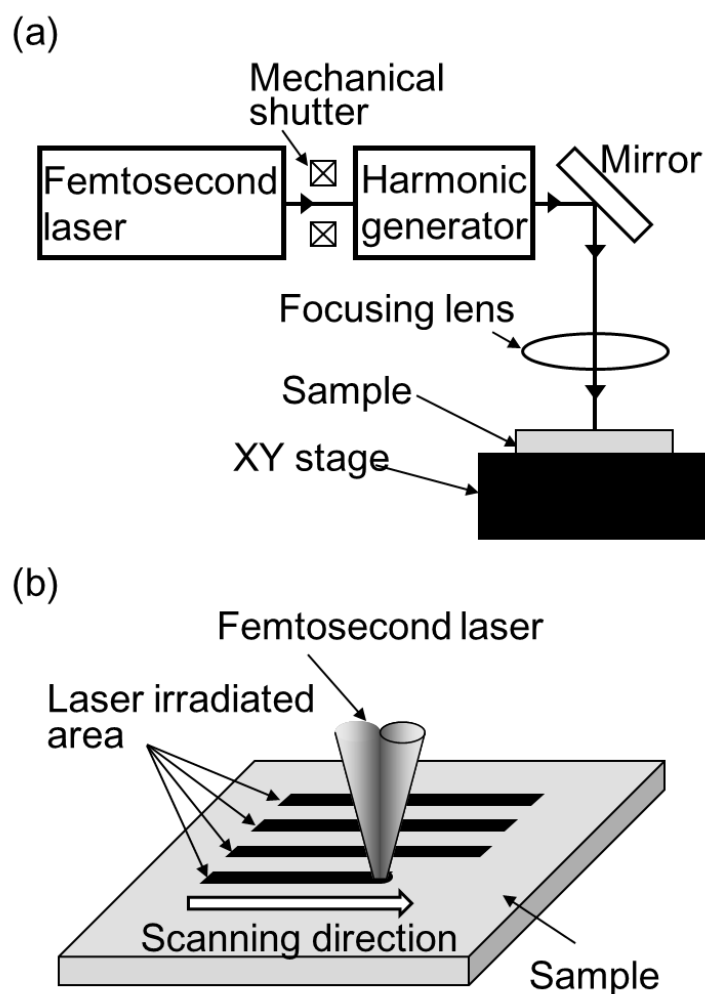 (a)
Mechanical
shutter
Femtosecond
laser
Harmonic
generator
Mirror
Focusing lens
Sample
XY stage
(b)
Femtosecond laser
Laser irradiated
area
Scanning direction
Sample